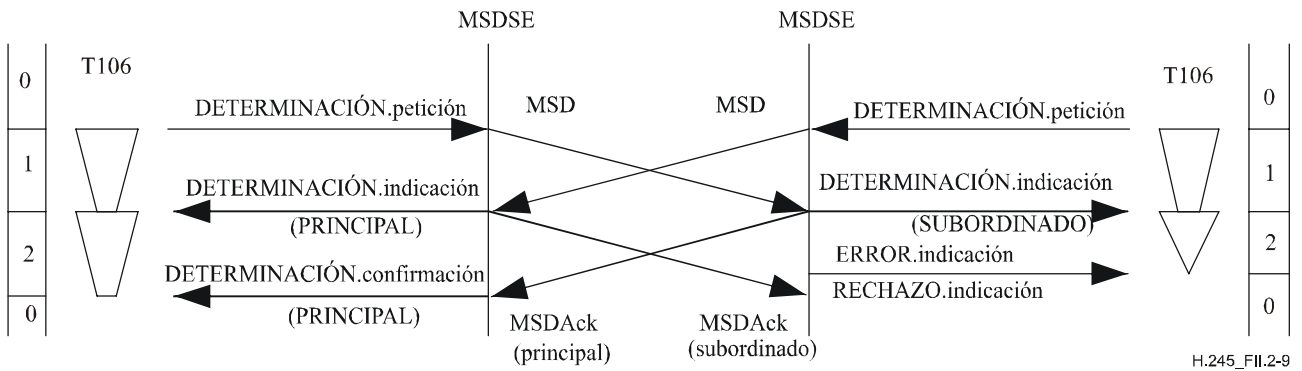 MSDSE MSDSE
0 T106 T106 0
DETERMINACIÓN.petición MSD MSD DETERMINACIÓN.petición
1 DETERMINACIÓN.indicación DETERMINACIÓN.indicación 1
(PRINCIPAL) (SUBORDINADO)
2 ERROR.indicación 2
DETERMINACIÓN.confirmación RECHAZO.indicación
0 (PRINCIPAL) MSDAck MSDAck 0
(principal) (subordinado)
H.245_FII.2-9